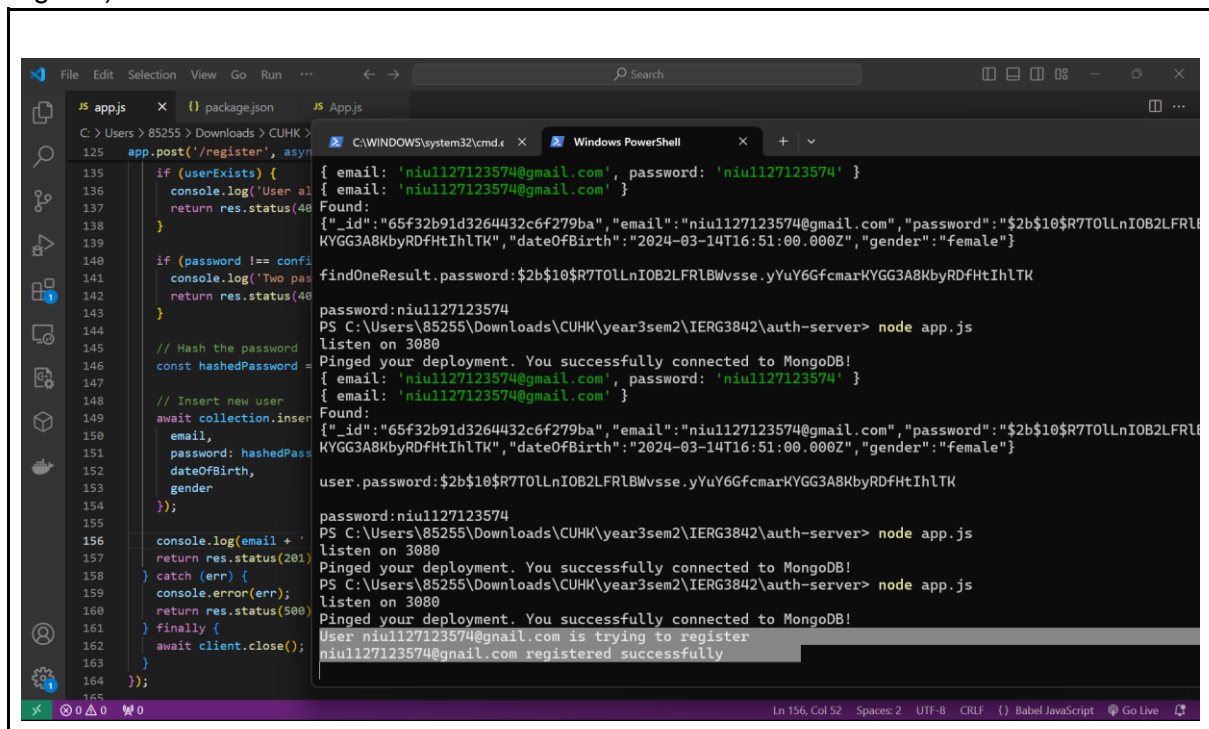 File Edit Selection View Go Run ··· Search
JS app.js {} package.json JS App.js
C: > Users > 85255 > Downloads > CUHK >
125 app.post('/register', asyn
135 if (userExists) {
136 console.log('User al
137 return res.status(40
138 }
139
140 if (password !== confi
141 console.log('Two pas
142 return res.status(40
143 }
144
145 // Hash the password
146 const hashedPassword =
147
148 // Insert new user
149 await collection.inser
150 email,
151 password: hashedPass
152 dateOfBirth,
153 gender
154 });
155
156 console.log(email + '
157 return res.status(201)
158 } catch (err) {
159 console.error(err);
160 return res.status(500)
161 } finally {
162 await client.close();
163 }
164 });
165
C:\WINDOWS\system32\cmd.e Windows PowerShell
{ email: 'niu1127123574@gmail.com', password: 'niu1127123574' }
{ email: 'niu1127123574@gmail.com' }
Found:
{"_id":"65f32b91d3264432c6f279ba","email":"niu1127123574@gmail.com","password":"$2b$10$R7TOlLnIOB2LFRlB
KYGG3A8KbyRDfHtIhlTK","dateOfBirth":"2024-03-14T16:51:00.000Z","gender":"female"}
findOneResult.password:$2b$10$R7TOlLnIOB2LFRlBWvsse.yYuY6GfcmarKYGG3A8KbyRDfHtIhlTK
password:niu1127123574
PS C:\Users\85255\Downloads\CUHK\year3sem2\IERG3842\auth-server> node app.js
listen on 3080
Pinged your deployment. You successfully connected to MongoDB!
{ email: 'niu1127123574@gmail.com', password: 'niu1127123574' }
{ email: 'niu1127123574@gmail.com' }
Found:
{"_id":"65f32b91d3264432c6f279ba","email":"niu1127123574@gmail.com","password":"$2b$10$R7TOlLnIOB2LFRlB
KYGG3A8KbyRDfHtIhlTK","dateOfBirth":"2024-03-14T16:51:00.000Z","gender":"female"}
user.password:$2b$10$R7TOlLnIOB2LFRlBWvsse.yYuY6GfcmarKYGG3A8KbyRDfHtIhlTK
password:niu1127123574
PS C:\Users\85255\Downloads\CUHK\year3sem2\IERG3842\auth-server> node app.js
listen on 3080
Pinged your deployment. You successfully connected to MongoDB!
PS C:\Users\85255\Downloads\CUHK\year3sem2\IERG3842\auth-server> node app.js
listen on 3080
Pinged your deployment. You successfully connected to MongoDB!
User niu1127123574@gnail.com is trying to register
niu1127123574@gnail.com registered successfully
0 0 0 Ln 156, Col 52 Spaces: 2 UTF-8 CRLF {} Babel JavaScript Go Live